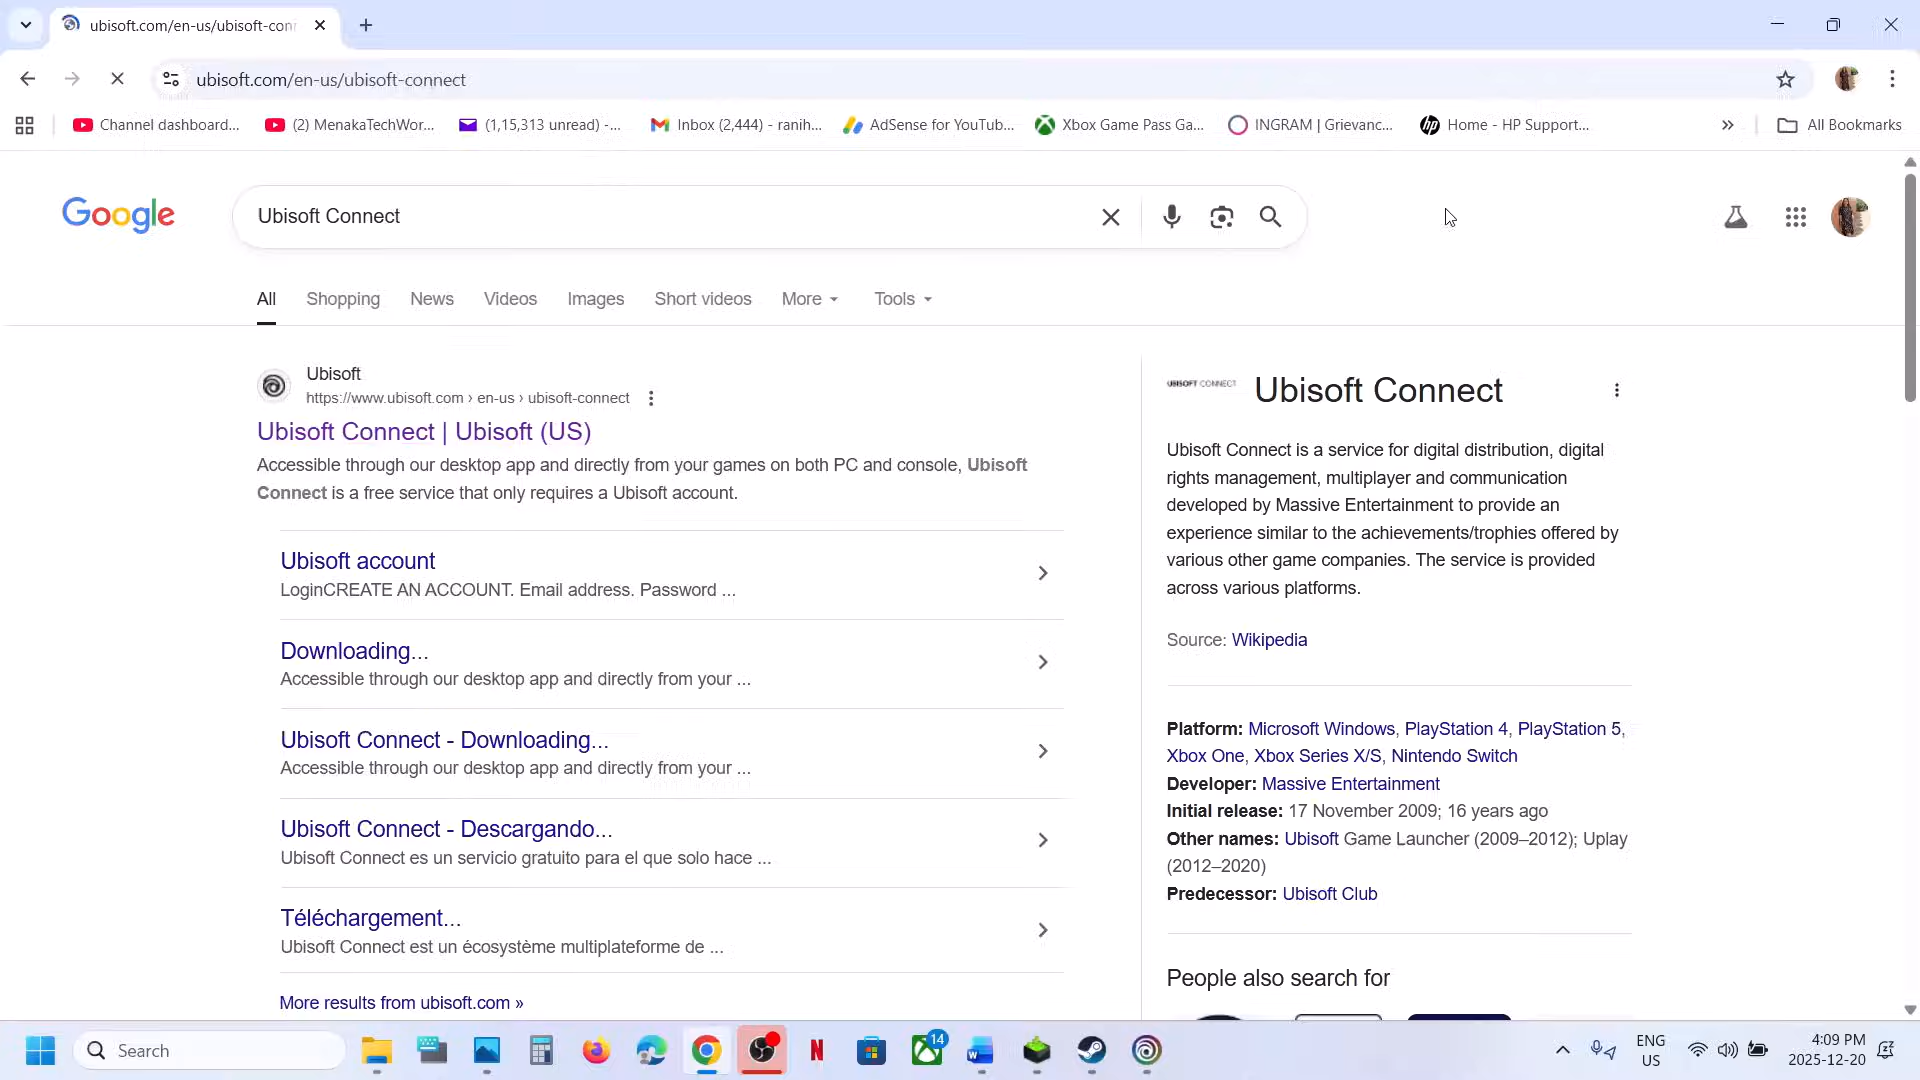 ubisoft.com/en-us/ubisoft-con
ubisoft.com/en-us/ubisoft-connect
Channel dashboard...
(2) MenakaTechWor...
(1,15,313 unread) -...
Inbox (2,444) - ranih...
AdSense for YouTub...
Xbox Game Pass Ga...
INGRAM | Grievanc...
Home - HP Support...
All Bookmarks
Google
Ubisoft Connect
All
Shopping
News
Videos
Images
Short videos
More
Tools
Ubisoft
https://www.ubisoft.com › en-us › ubisoft-connect
Ubisoft Connect | Ubisoft (US)
Accessible through our desktop app and directly from your games on both PC and console, Ubisoft
Connect is a free service that only requires a Ubisoft account.
Ubisoft account
LoginCREATE AN ACCOUNT. Email address. Password ...
Downloading...
Accessible through our desktop app and directly from your ...
Ubisoft Connect - Downloading...
Accessible through our desktop app and directly from your ...
Ubisoft Connect - Descargando...
Ubisoft Connect es un servicio gratuito para el que solo hace ...
Téléchargement...
Ubisoft Connect est un écosystème multiplateforme de ...
More results from ubisoft.com »
UBISOFT CONNECT
Ubisoft Connect
Ubisoft Connect is a service for digital distribution, digital
rights management, multiplayer and communication
developed by Massive Entertainment to provide an
experience similar to the achievements/trophies offered by
various other game companies. The service is provided
across various platforms.
Source: Wikipedia
Platform: Microsoft Windows, PlayStation 4, PlayStation 5,
Xbox One, Xbox Series X/S, Nintendo Switch
Developer: Massive Entertainment
Initial release: 17 November 2009; 16 years ago
Other names: Ubisoft Game Launcher (2009–2012); Uplay
(2012–2020)
Predecessor: Ubisoft Club
People also search for
Search
14
ENG
US
4:09 PM
2025-12-20